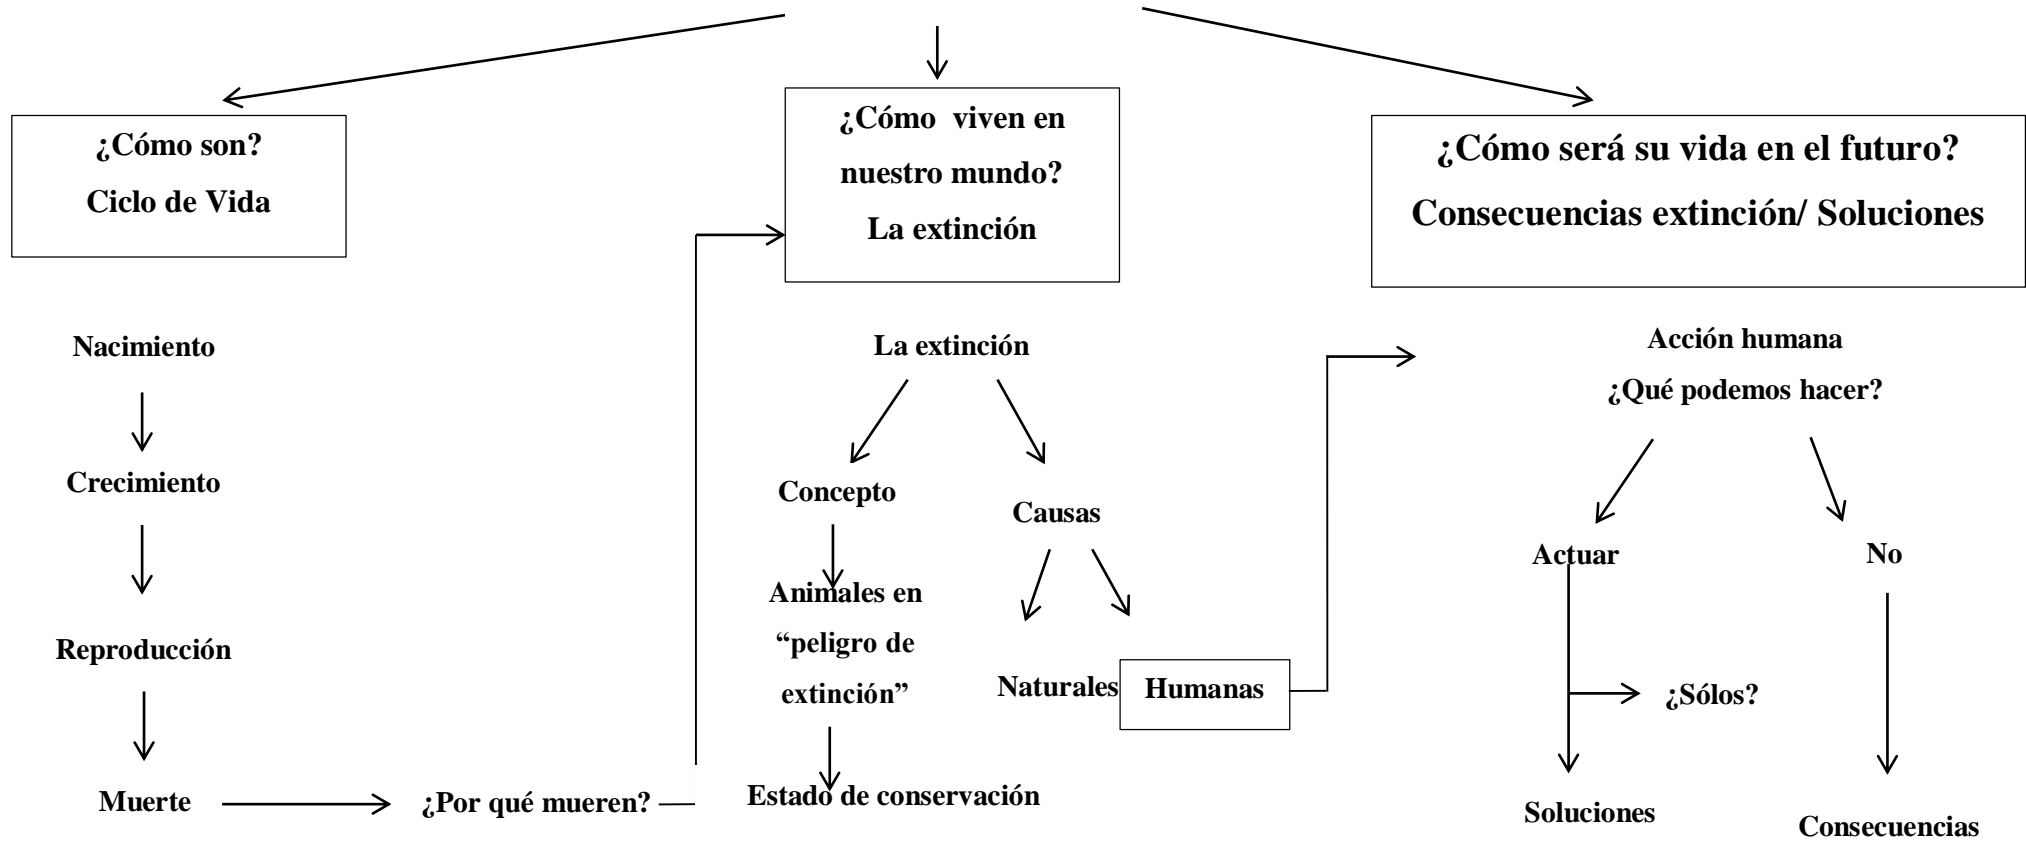 ¿Cómo son?
Ciclo de Vida
Nacimiento
Crecimiento
Reproducción
Muerte
¿Por qué mueren?
¿Cómo viven en
nuestro mundo?
La extinción
La extinción
Concepto
Animales en
“peligro de
extinción”
Estado de conservación
Causas
Naturales
Humanas
¿Cómo será su vida en el futuro?
Consecuencias extinción/ Soluciones
Acción humana
¿Qué podemos hacer?
Actuar
¿Sólos?
Soluciones
No
Consecuencias